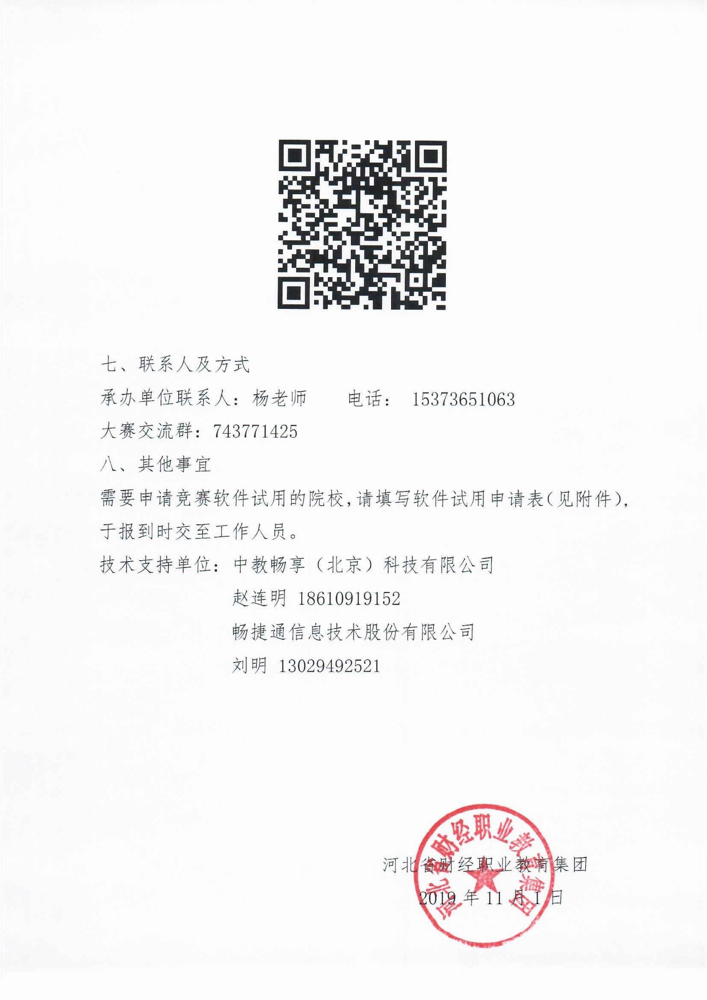 七、联系人及方式
承办单位联系人：杨老师 电话： 15373651063
大赛交流群：743771425
八、其他事宜
需要申请竞赛软件试用的院校,请填写软件试用申请表(见附件),
于报到时交至工作人员。
技术支持单位：中教畅享（北京）科技有限公司
赵连明 18610919152
畅捷通信息技术股份有限公司
刘明 13029492521
河北省财经职业教育集团
河北省财经职业教育集团
2019 年 11 月 1 日